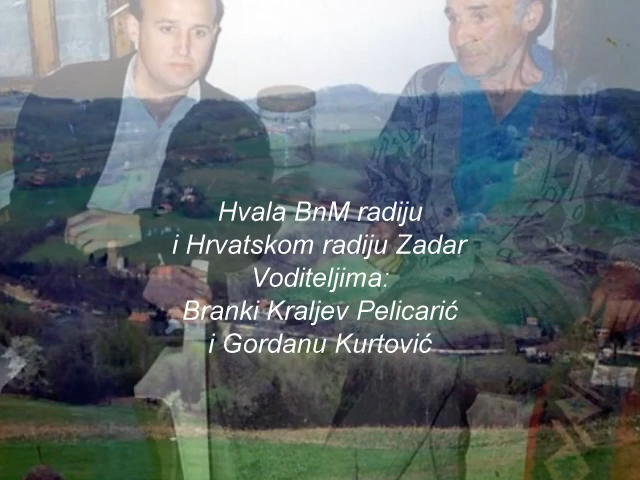 Hvala BnM radiju
i Hrvatskom radiju Zadar
Voditeljima:
Branki Kraljev Pelicarić
i Gordanu Kurtović